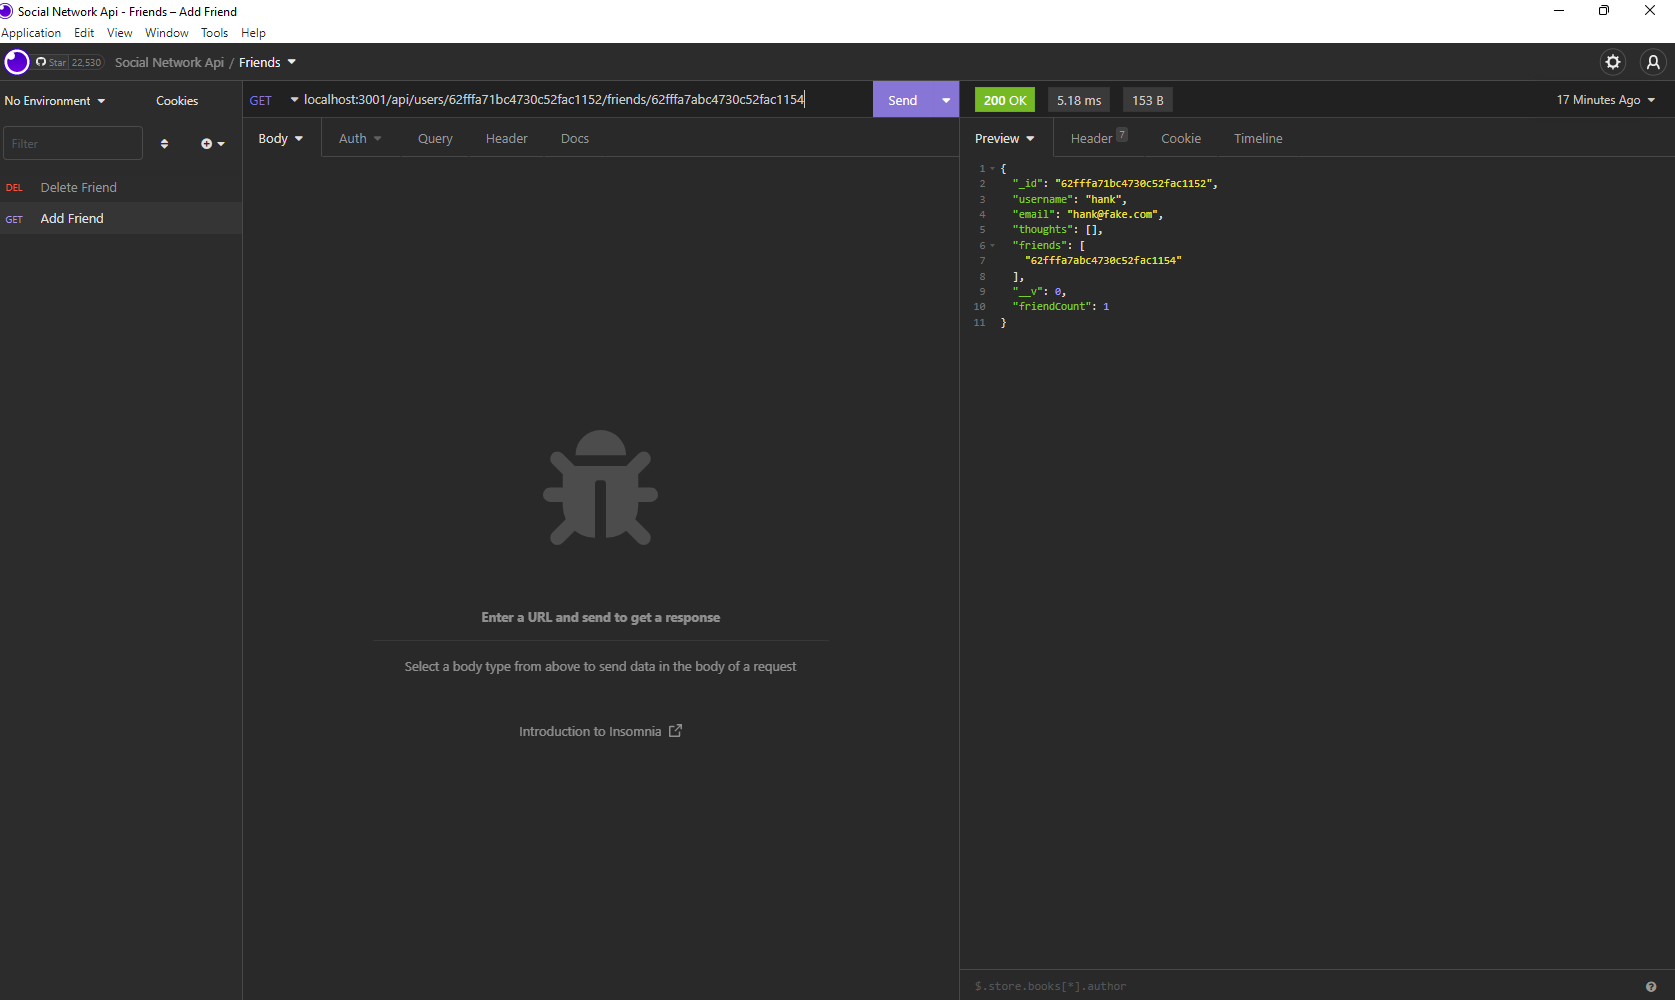 Social Network Api - Friends – Add Friend
Application Edit View Window Tools Help
Star 22,530 Social Network Api / Friends
No Environment Cookies
GET localhost:3001/api/users/62fffa71bc4730c52fac1152/friends/62fffa7abc4730c52fac1154 Send
200 OK 5.18 ms 153 B 17 Minutes Ago
Filter
Body Auth Query Header Docs
Preview Header 7 Cookie Timeline
DEL Delete Friend
GET Add Friend
1 {
2 "_id": "62fffa71bc4730c52fac1152",
3 "username": "hank",
4 "email": "hank@fake.com",
5 "thoughts": [],
6 "friends": [
7 "62fffa7abc4730c52fac1154"
8 ],
9 "__v": 0,
10 "friendCount": 1
11 }
Enter a URL and send to get a response
Select a body type from above to send data in the body of a request
Introduction to Insomnia
$.store.books[*].author